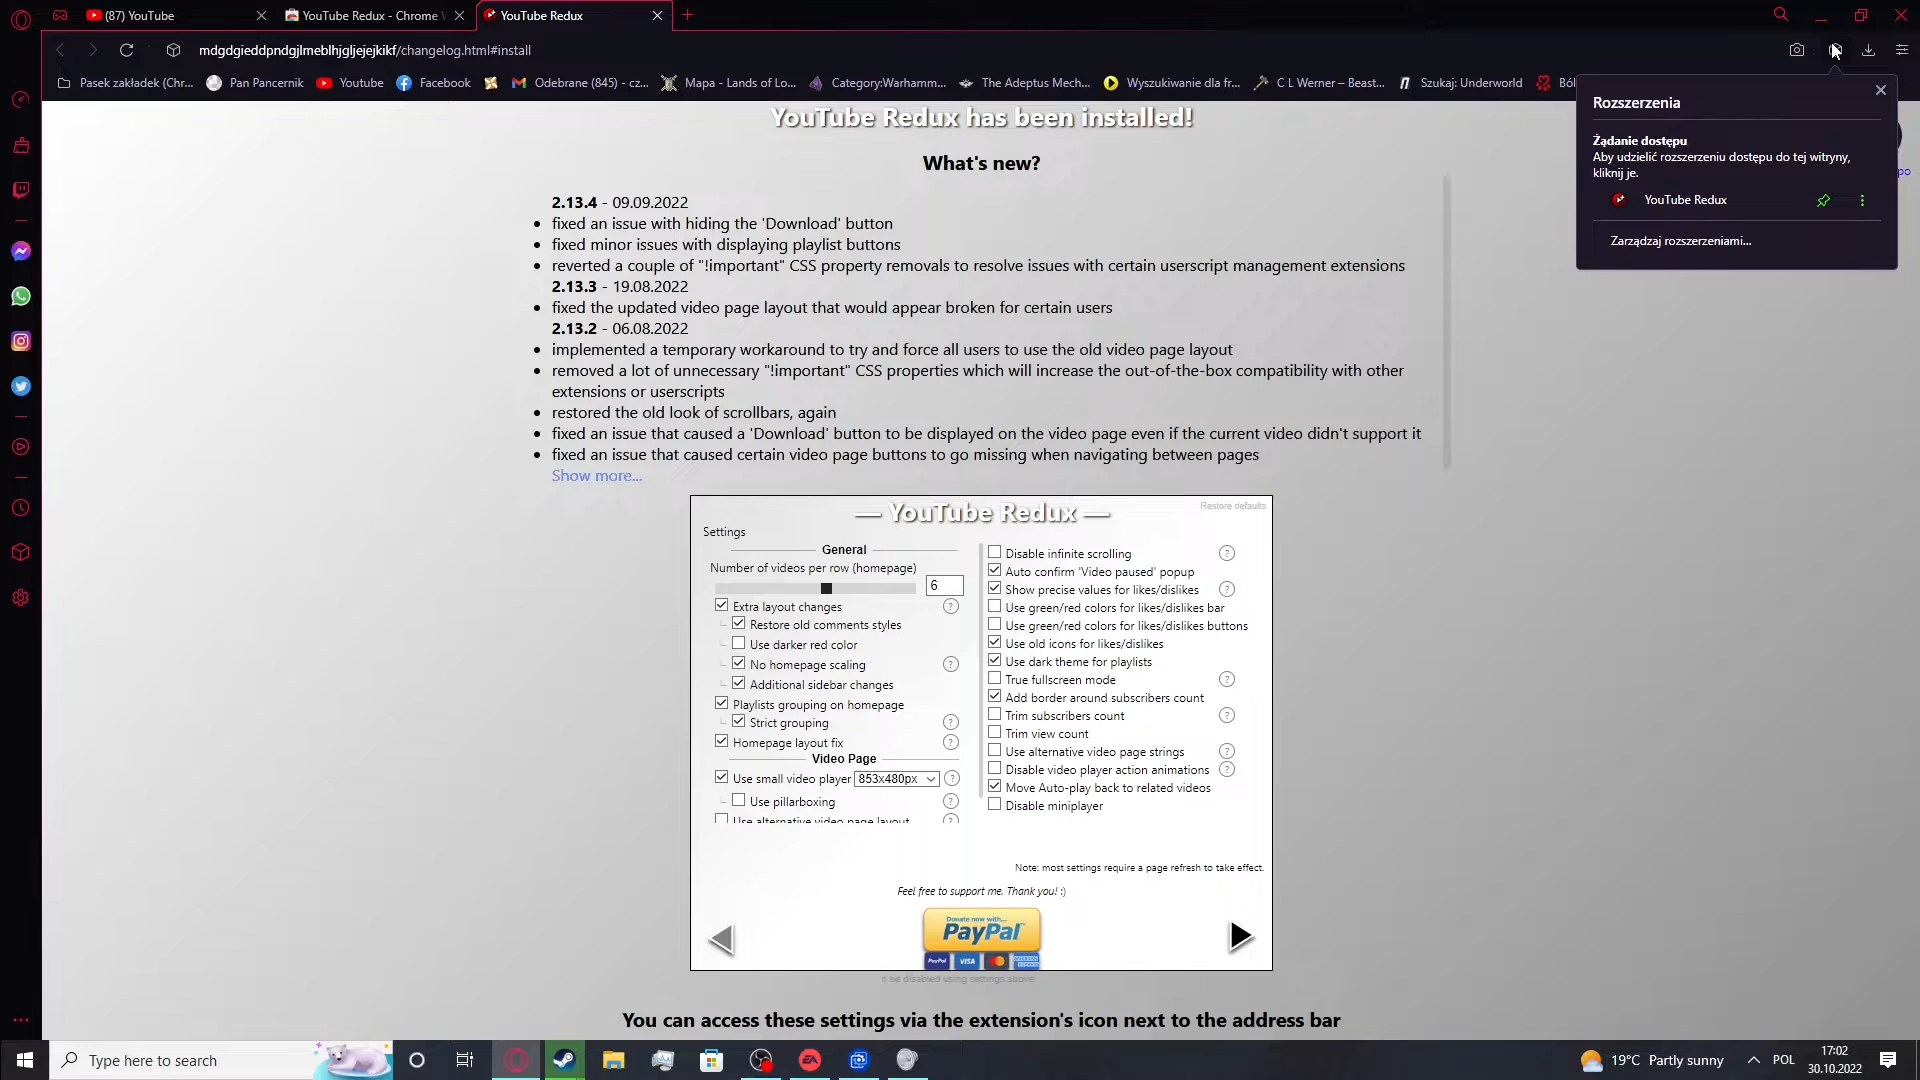 (87) YouTube
YouTube Redux - Chrome
YouTube Redux
mdgdgieddpndgjlmeblhjgljejejkikf/changelog.html#install
Pasek zakładek (Chr...
Pan Pancernik
Youtube
Facebook
Odebrane (845) - cz...
Mapa - Lands of Lo...
Category:Warhamm...
The Adeptus Mech...
Wyszukiwanie dla fr...
C L Werner – Beast...
Szukaj: Underworld
Ból
Rozszerzenia
Żądanie dostępu
Aby udzielić rozszerzeniu dostępu do tej witryny,
kliknij je.
YouTube Redux
Zarządzaj rozszerzeniami...
po
YouTube Redux has been installed!
What's new?
2.13.4 - 09.09.2022
fixed an issue with hiding the 'Download' button
fixed minor issues with displaying playlist buttons
reverted a couple of "!important" CSS property removals to resolve issues with certain userscript management extensions
2.13.3 - 19.08.2022
fixed the updated video page layout that would appear broken for certain users
2.13.2 - 06.08.2022
implemented a temporary workaround to try and force all users to use the old video page layout
removed a lot of unnecessary "!important" CSS properties which will increase the out-of-the-box compatibility with other
extensions or userscripts
restored the old look of scrollbars, again
fixed an issue that caused a 'Download' button to be displayed on the video page even if the current video didn't support it
fixed an issue that caused certain video page buttons to go missing when navigating between pages
Show more...
— YouTube Redux —
Restore defaults
Settings
General
Number of videos per row (homepage)
6
Extra layout changes ?
Restore old comments styles
Use darker red color
No homepage scaling ?
Additional sidebar changes
Playlists grouping on homepage
Strict grouping ?
Homepage layout fix ?
Video Page
Use small video player 853x480px ?
Use pillarboxing ?
Use alternative video page layout ?
Disable infinite scrolling ?
Auto confirm 'Video paused' popup
Show precise values for likes/dislikes ?
Use green/red colors for likes/dislikes bar
Use green/red colors for likes/dislikes buttons
Use old icons for likes/dislikes
Use dark theme for playlists
True fullscreen mode ?
Add border around subscribers count
Trim subscribers count ?
Trim view count
Use alternative video page strings ?
Disable video player action animations ?
Move Auto-play back to related videos
Disable miniplayer
Note: most settings require a page refresh to take effect.
Feel free to support me. Thank you! :)
Donate now with...
PayPal
PayPal VISA
it be disabled using settings above.
You can access these settings via the extension's icon next to the address bar
Type here to search
EA
19°C Partly sunny
POL
17:02
30.10.2022